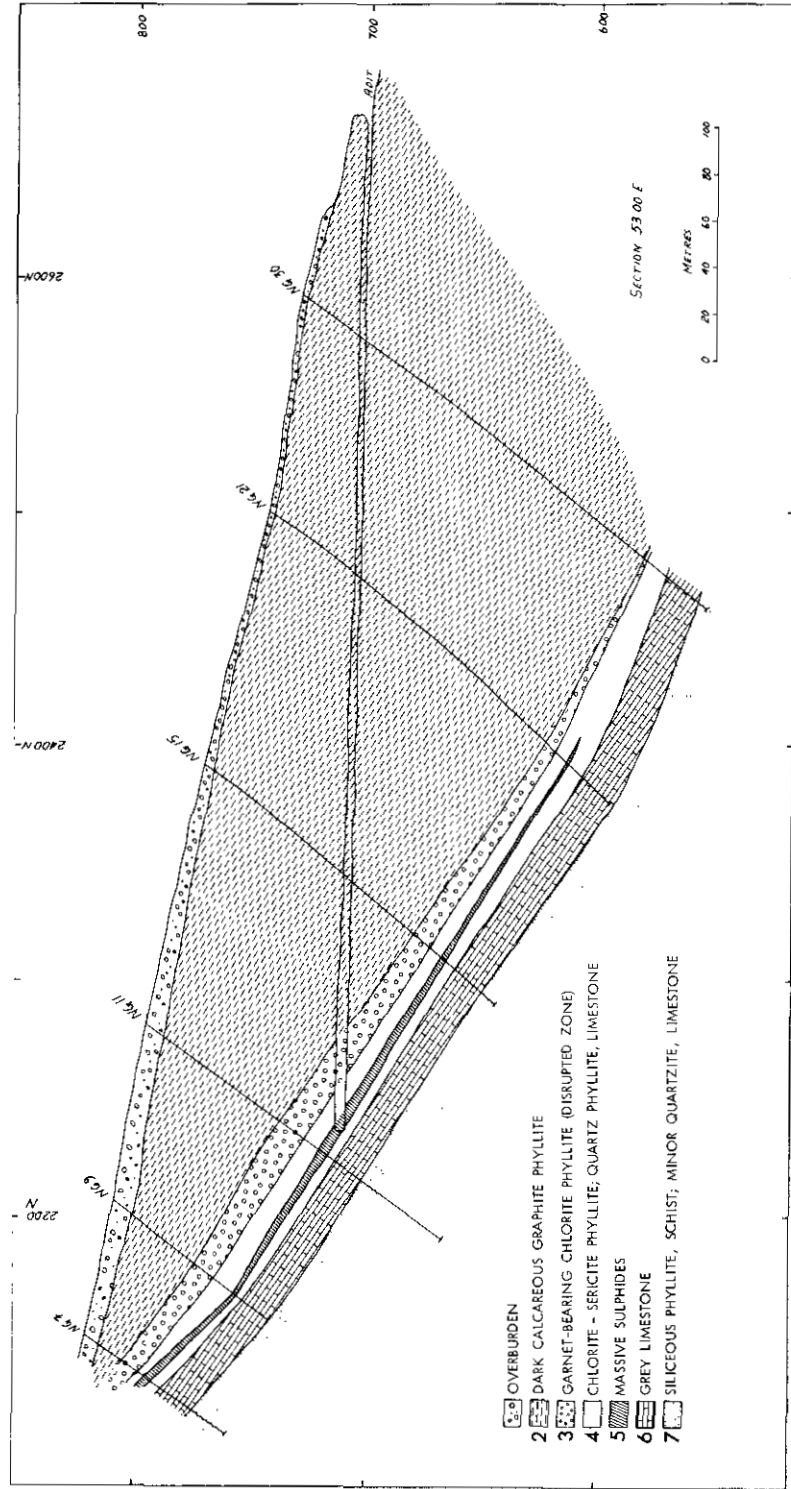 800
700
600
2600N
2400N
2200
N
ADIT
NG 30
NG 21
NG 15
NG 11
NG 9
NG 7
SECTION 53 00 E
METRES
0 20 40 60 80 100
OVERBURDEN
2 DARK CALCAREOUS GRAPHITE PHYLLITE
3 GARNET-BEARING CHLORITE PHYLLITE (DISRUPTED ZONE)
4 CHLORITE - SERICITE PHYLLITE; QUARTZ PHYLLITE, LIMESTONE
5 MASSIVE SULPHIDES
6 GREY LIMESTONE
7 SILICEOUS PHYLLITE, SCHIST; MINOR QUARTZITE, LIMESTONE